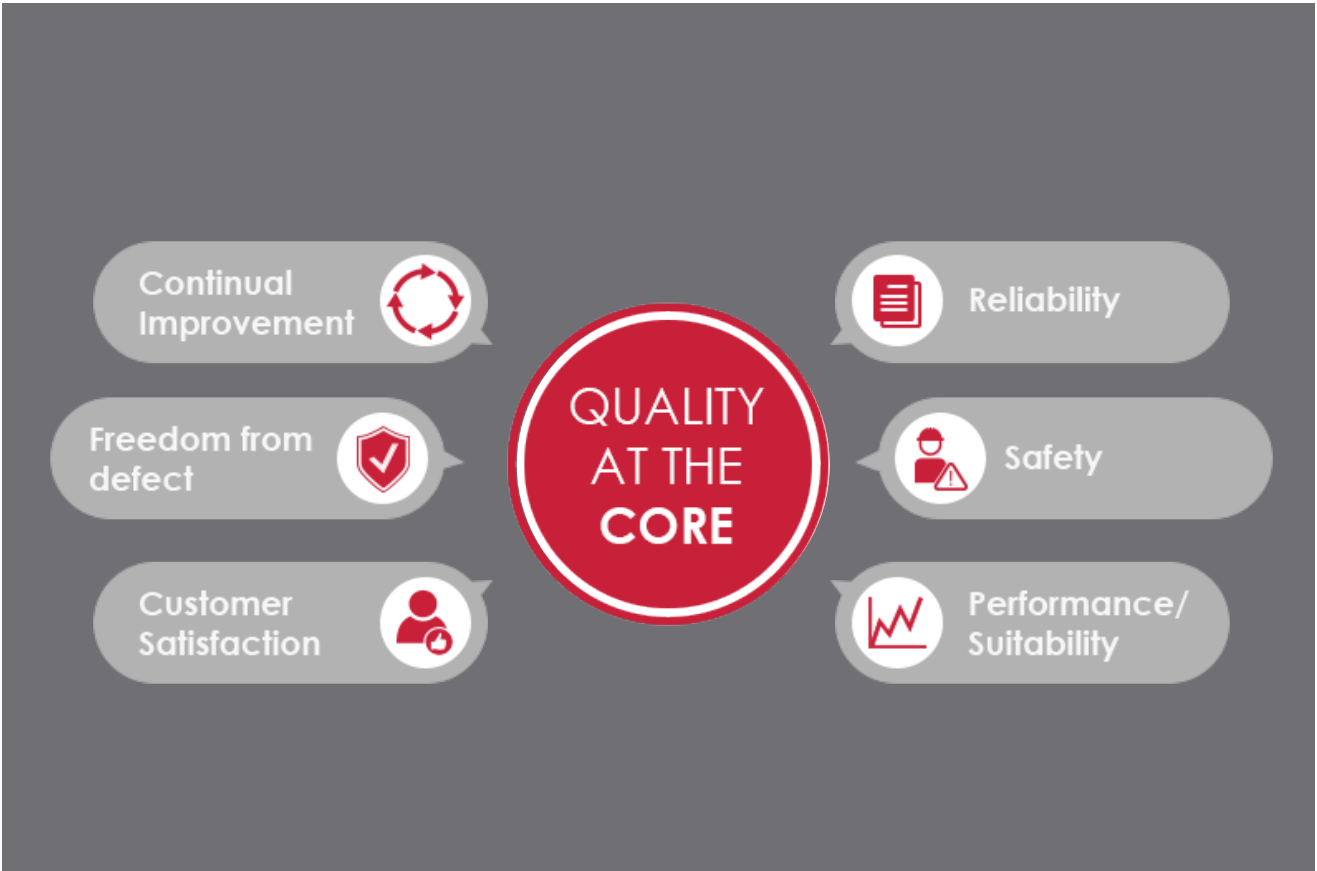 Continual
Improvement
Freedom from
defect
Customer
Satisfaction
QUALITY
AT THE
CORE
Reliability
Safety
Performance/
Suitability